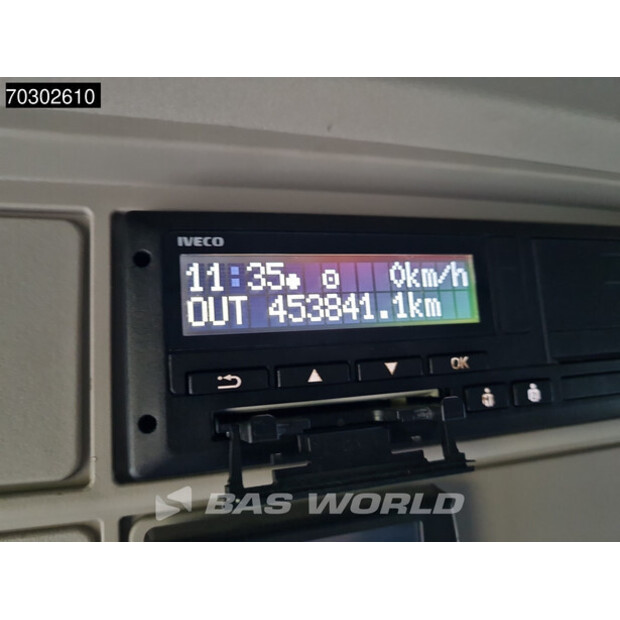 70302610
IVECO
11:35 0km/h
OUT 453841.1km
OK
BAS WORLD